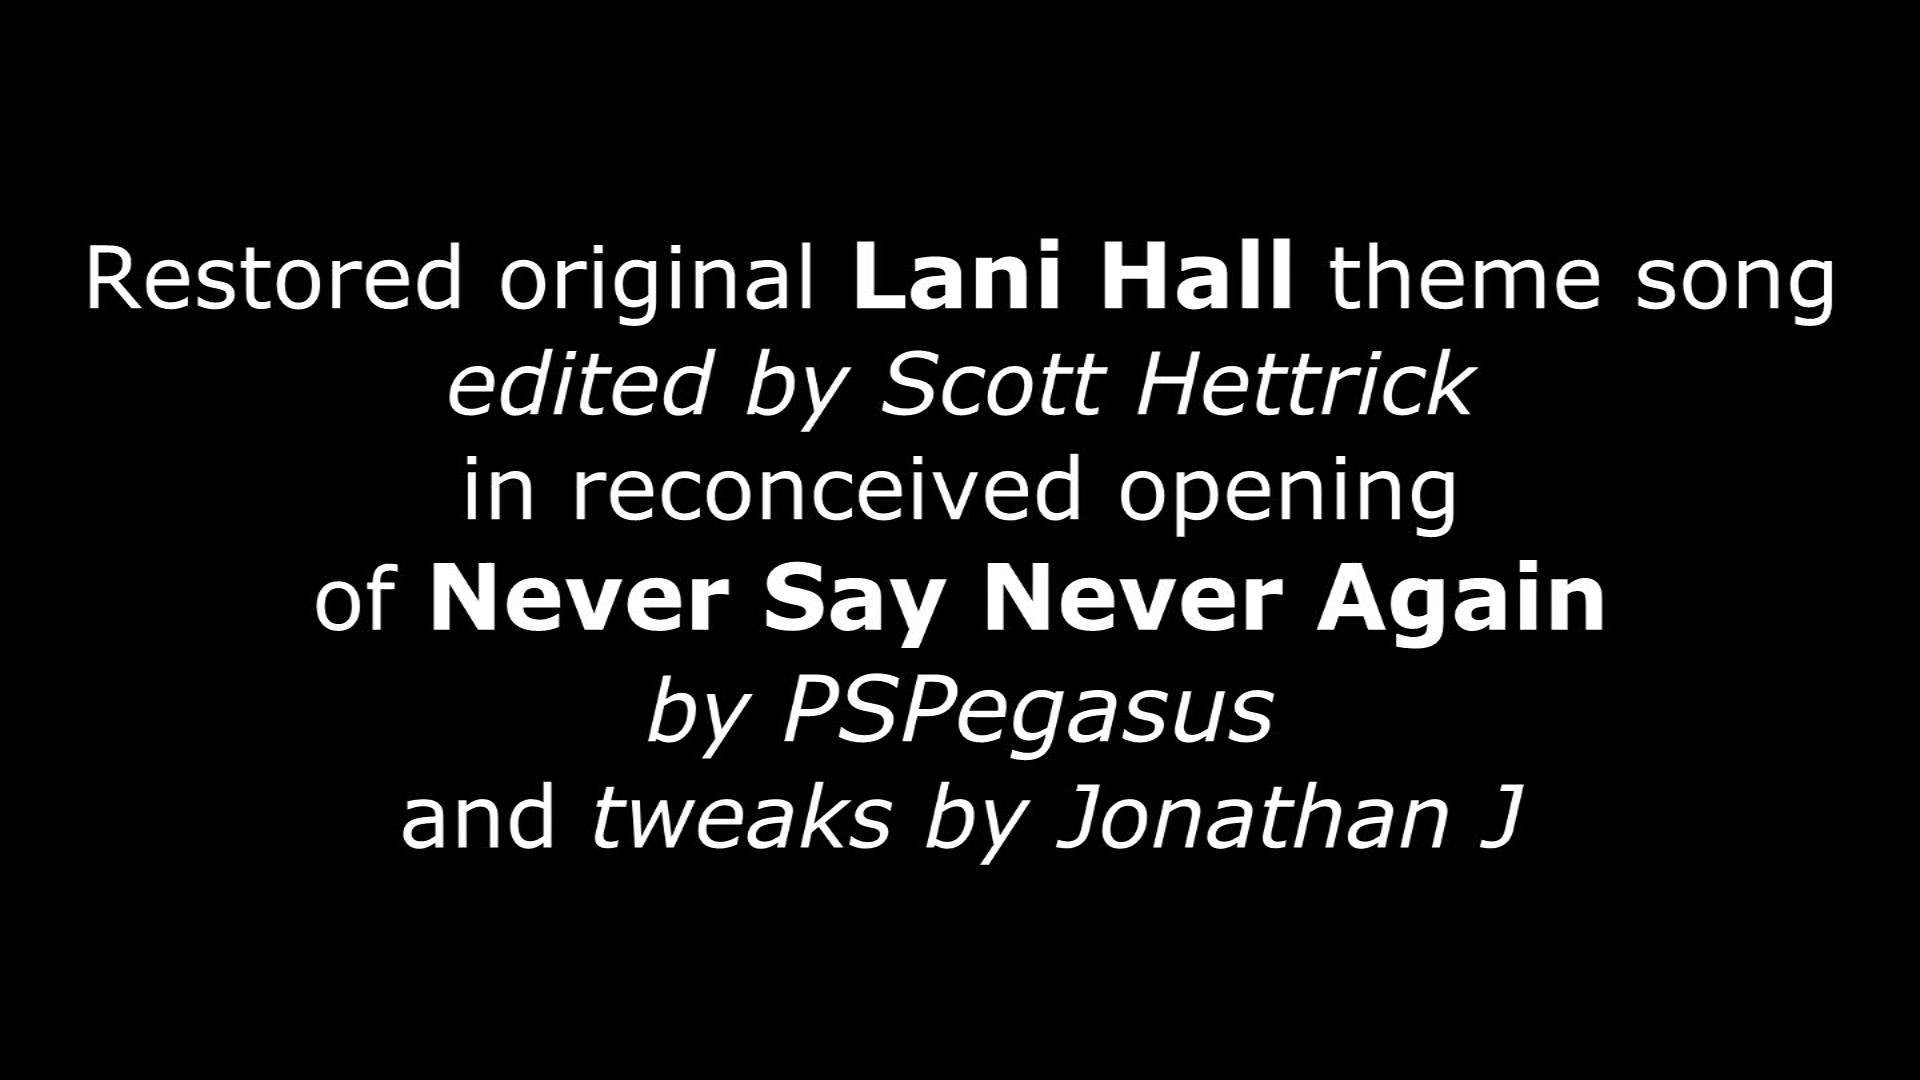 Restored original Lani Hall theme song
edited by Scott Hettrick
in reconceived opening
of Never Say Never Again
by PSPegasus
and tweaks by Jonathan J